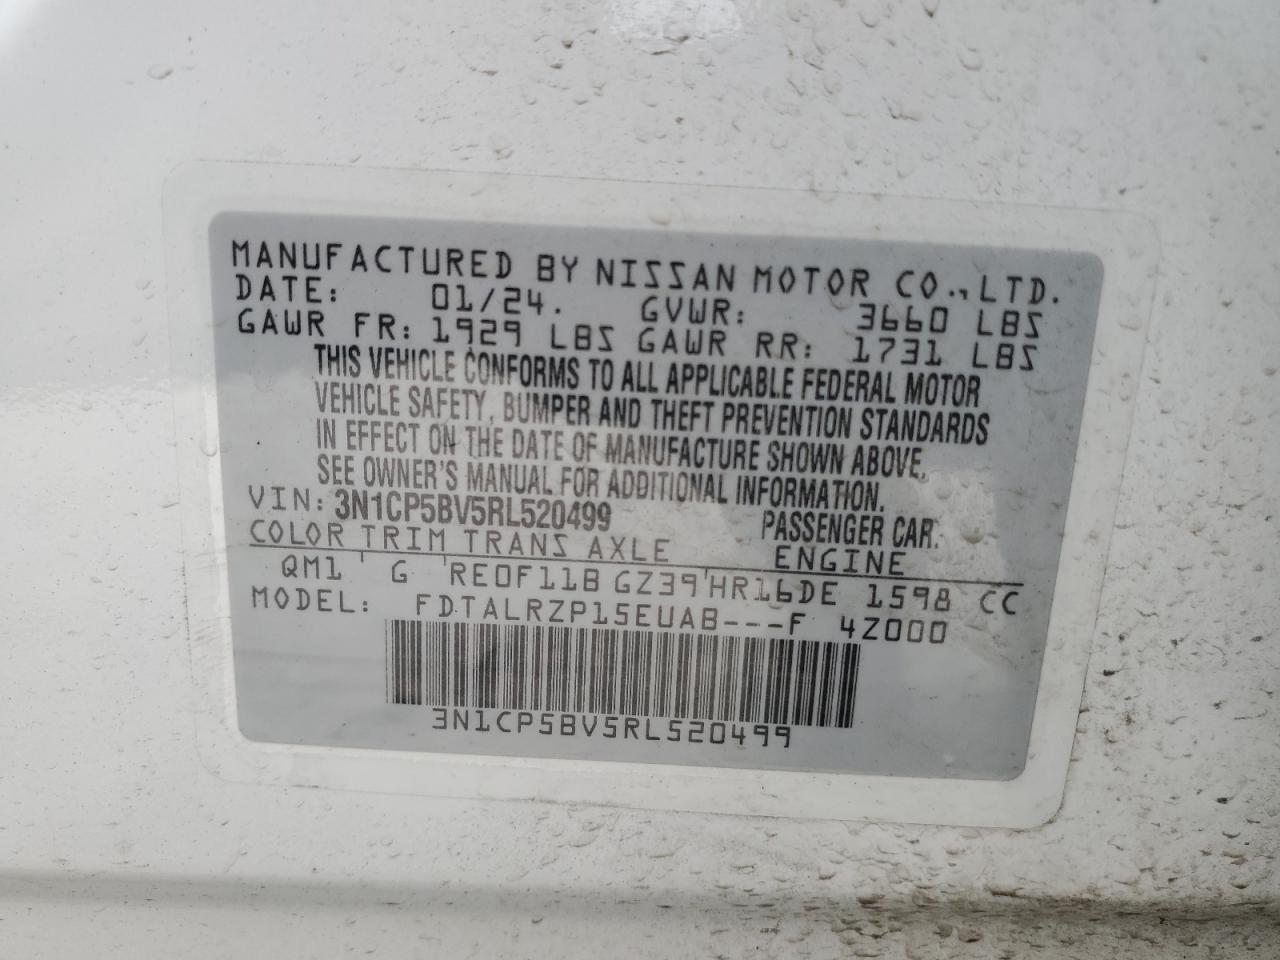 MANUFACTURED BY NISSAN MOTOR CO., LTD.
DATE: 01/24. GVWR: 3660 LBS
GAWR FR: 1929 LBS GAWR RR: 1731 LBS
THIS VEHICLE CONFORMS TO ALL APPLICABLE FEDERAL MOTOR
VEHICLE SAFETY, BUMPER AND THEFT PREVENTION STANDARDS
IN EFFECT ON THE DATE OF MANUFACTURE SHOWN ABOVE.
SEE OWNER'S MANUAL FOR ADDITIONAL INFORMATION.
VIN: 3N1CP5BV5RL520499 PASSENGER CAR.
COLOR TRIM TRANS AXLE ENGINE
QM1 G RE0F11B GZ39 HR16DE 1598 CC
MODEL: FDTALRZP15EUAB---F 4Z000
3N1CP5BV5RL520499